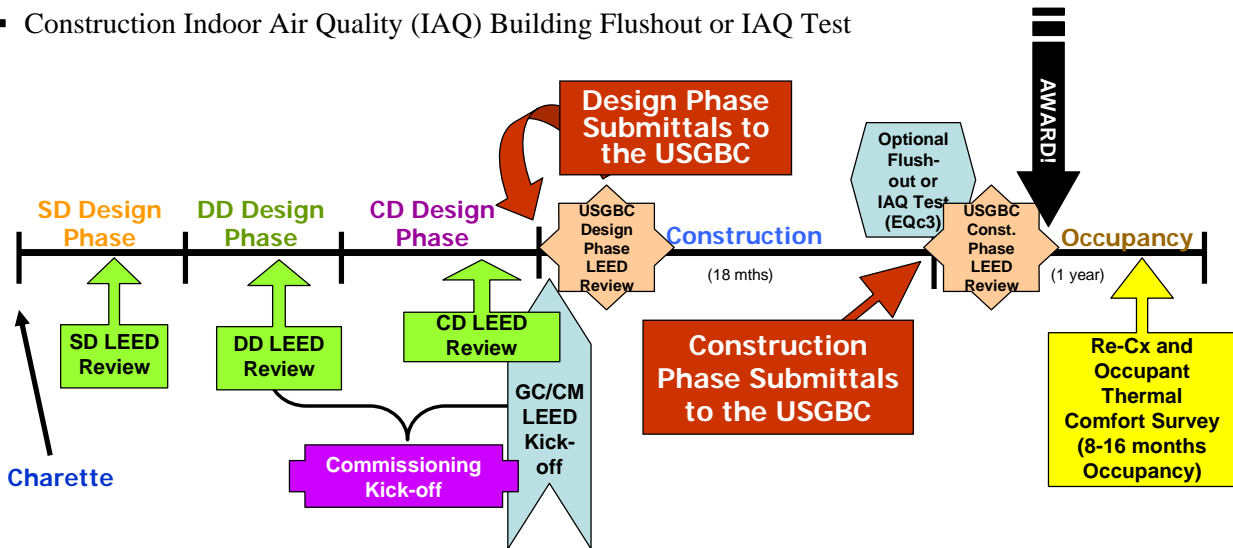 ▪ Construction Indoor Air Quality (IAQ) Building Flushout or IAQ Test
AWARD!
Design Phase
Submittals to
the USGBC
Optional
Flush-
out or
IAQ Test
(EQc3)
SD Design
Phase
DD Design
Phase
CD Design
Phase
USGBC
Design
Phase
LEED
Review
Construction
(18 mths)
USGBC
Const.
Phase
LEED
Review
Occupancy
(1 year)
SD LEED
Review
DD LEED
Review
CD LEED
Review
GC/CM
LEED
Kick-
off
Construction
Phase Submittals
to the USGBC
Re-Cx and
Occupant
Thermal
Comfort Survey
(8-16 months
Occupancy)
Commissioning
Kick-off
Charette